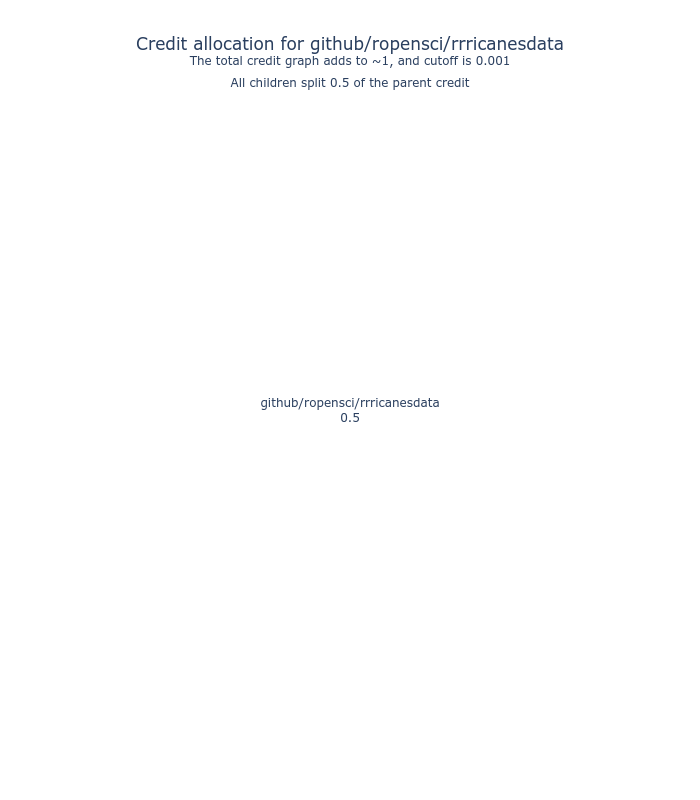 Credit allocation for github/ropensci/rrricanesdata
The total credit graph adds to ~1, and cutoff is 0.001
All children split 0.5 of the parent credit
github/ropensci/rrricanesdata
0.5